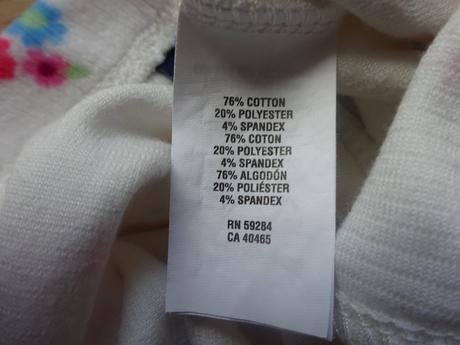 76% COTTON
20% POLYESTER
4% SPANDEX
76% COTON
20% POLYESTER
4% SPANDEX
76% ALGODÓN
20% POLIÉSTER
4% SPANDEX
RN 59284
CA 40465